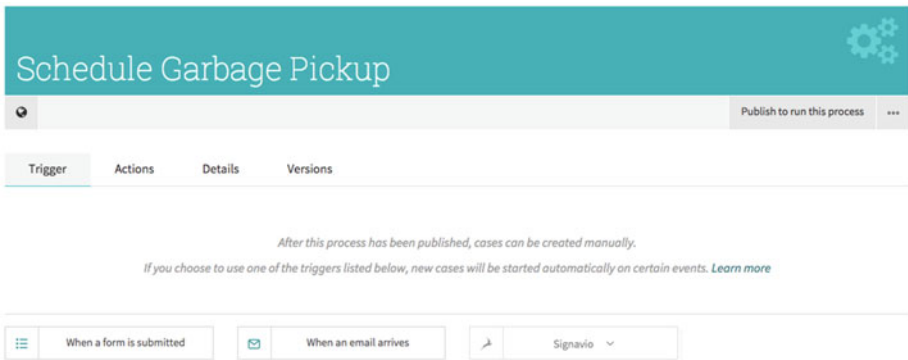 Schedule Garbage Pickup
Publish to run this process
Trigger Actions Details Versions
After this process has been published, cases can be created manually.
If you choose to use one of the triggers listed below, new cases will be started automatically on certain events. Learn more
When a form is submitted When an email arrives Signavio